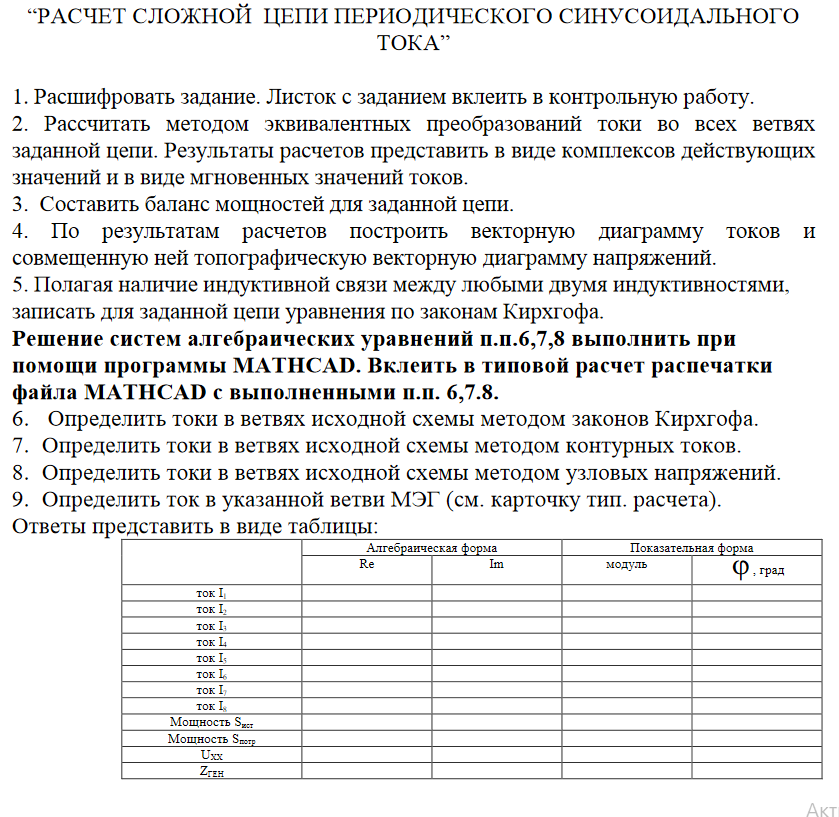 “РАСЧЕТ СЛОЖНОЙ ЦЕПИ ПЕРИОДИЧЕСКОГО СИНУСОИДАЛЬНОГО
ТОКА”
1. Расшифровать задание. Листок с заданием вклеить в контрольную работу.
2. Рассчитать методом эквивалентных преобразований токи во всех ветвях
заданной цепи. Результаты расчетов представить в виде комплексов действующих
значений и в виде мгновенных значений токов.
3. Составить баланс мощностей для заданной цепи.
4. По результатам расчетов построить векторную диаграмму токов и
совмещенную ней топографическую векторную диаграмму напряжений.
5. Полагая наличие индуктивной связи между любыми двумя индуктивностями,
записать для заданной цепи уравнения по законам Кирхгофа.
Решение систем алгебраических уравнений п.п.6,7,8 выполнить при
помощи программы MATHCAD. Вклеить в типовой расчет распечатки
файла MATHCAD с выполненными п.п. 6,7.8.
6. Определить токи в ветвях исходной схемы методом законов Кирхгофа.
7. Определить токи в ветвях исходной схемы методом контурных токов.
8. Определить токи в ветвях исходной схемы методом узловых напряжений.
9. Определить ток в указанной ветви МЭГ (см. карточку тип. расчета).
Ответы представить в виде таблицы:
Алгебраическая форма Показательная форма
Re Im модуль φ, град
ток I1
ток I2
ток I3
ток I4
ток I5
ток I6
ток I7
ток I8
Мощность Sист
Мощность Sпотр
UXX
ZГЕН
Акт